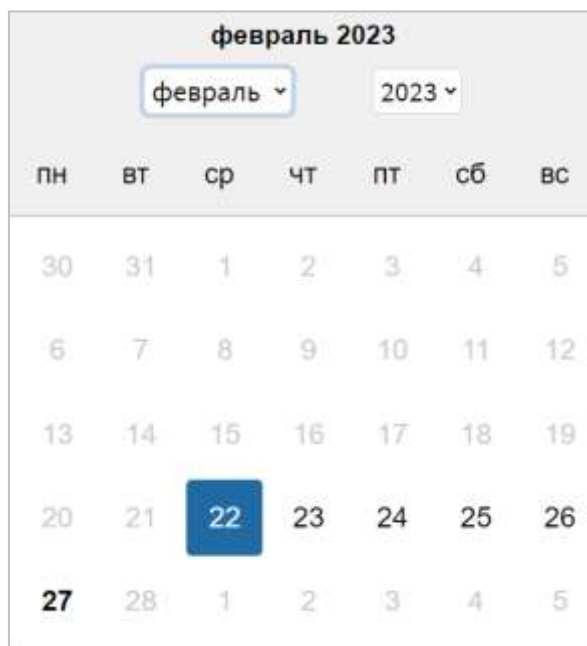 февраль 2023
февраль 2023
пн вт ср чт пт сб вс
30 31 1 2 3 4 5
6 7 8 9 10 11 12
13 14 15 16 17 18 19
20 21 22 23 24 25 26
27 28 1 2 3 4 5